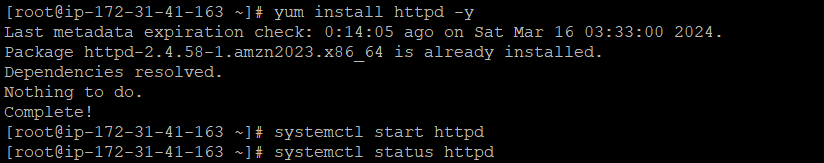 [root@ip-172-31-41-163 ~]# yum install httpd -y
Last metadata expiration check: 0:14:05 ago on Sat Mar 16 03:33:00 2024.
Package httpd-2.4.58-1.amzn2023.x86_64 is already installed.
Dependencies resolved.
Nothing to do.
Complete!
[root@ip-172-31-41-163 ~]# systemctl start httpd
[root@ip-172-31-41-163 ~]# systemctl status httpd